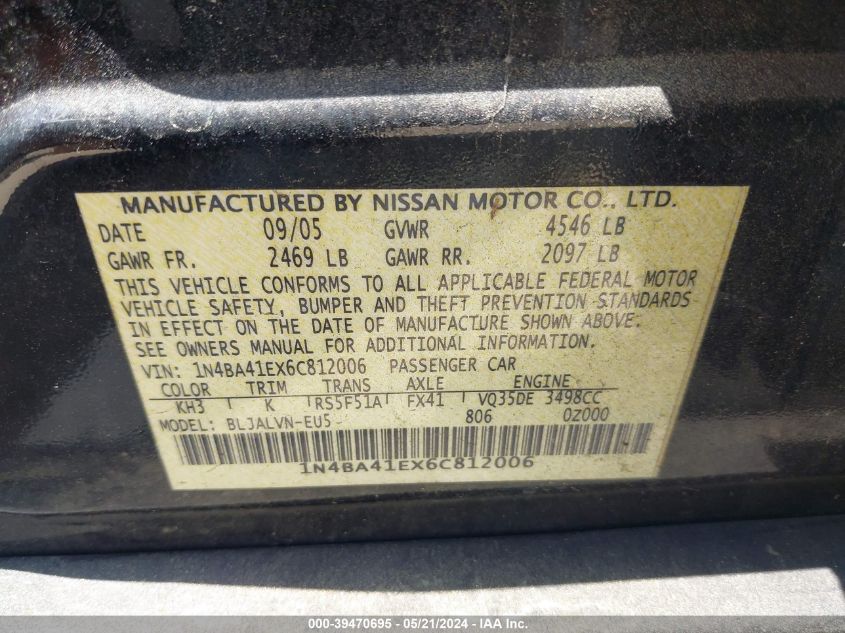 MANUFACTURED BY NISSAN MOTOR CO., LTD.
DATE 09/05 GVWR 4546 LB
GAWR FR. 2469 LB GAWR RR. 2097 LB
THIS VEHICLE CONFORMS TO ALL APPLICABLE FEDERAL MOTOR
VEHICLE SAFETY, BUMPER AND THEFT PREVENTION STANDARDS
IN EFFECT ON THE DATE OF MANUFACTURE SHOWN ABOVE.
SEE OWNERS MANUAL FOR ADDITIONAL INFORMATION.
VIN: 1N4BA41EX6C812006 PASSENGER CAR
COLOR TRIM TRANS AXLE ENGINE
KH3 K RS5F51A FX41 VQ35DE 3498CC
MODEL: BLJALVN-EU5 806 0Z000
1N4BA41EX6C812006
000-39470695 - 05/21/2024 - IAA Inc.